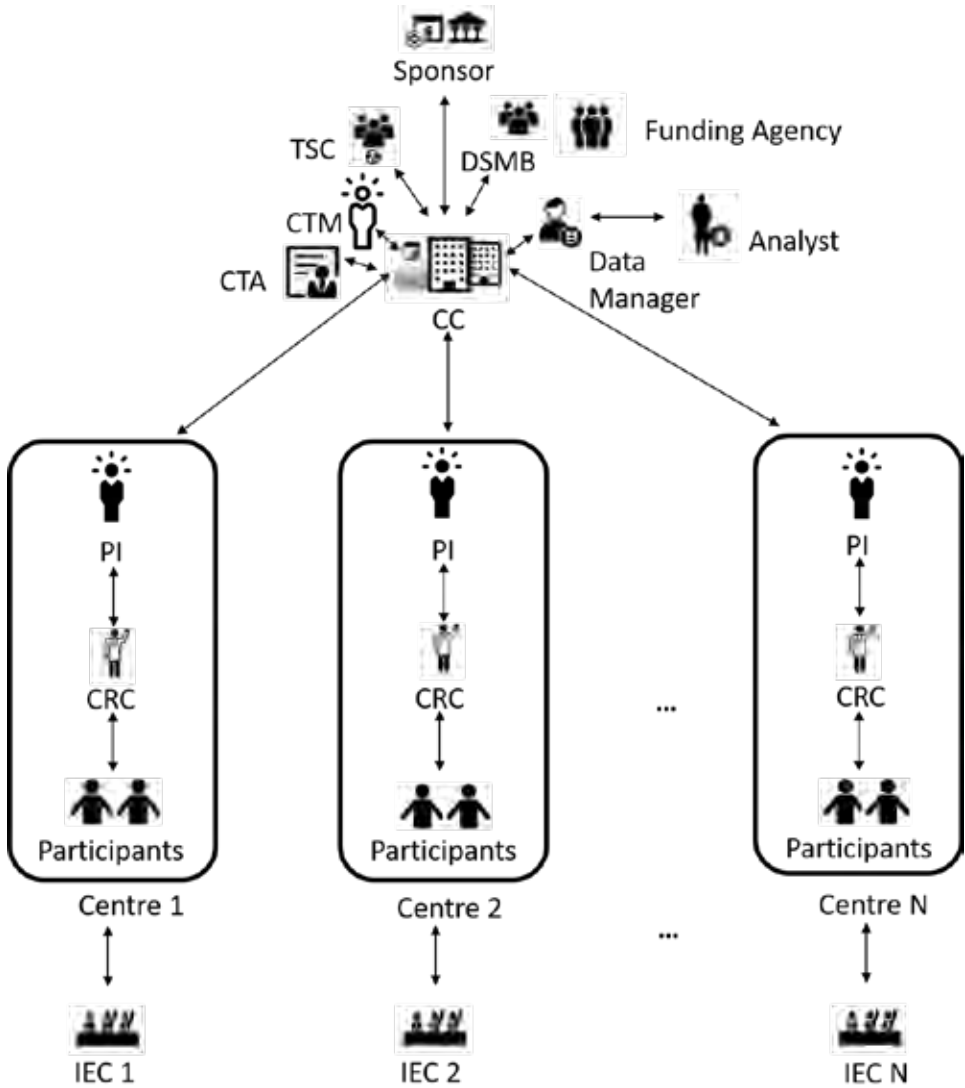 Sponsor
TSC
DSMB
Funding Agency
CTM
CTA
Data
Manager
Analyst
CC
PI
PI
PI
CRC
CRC
CRC
...
Participants
Participants
Participants
Centre 1
Centre 2
Centre N
...
IEC 1
IEC 2
IEC N